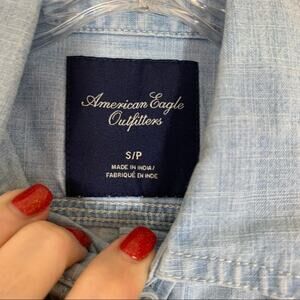 American Eagle
Outfitters
S/P
MADE IN INDIA/
FABRIQUÉ EN INDE